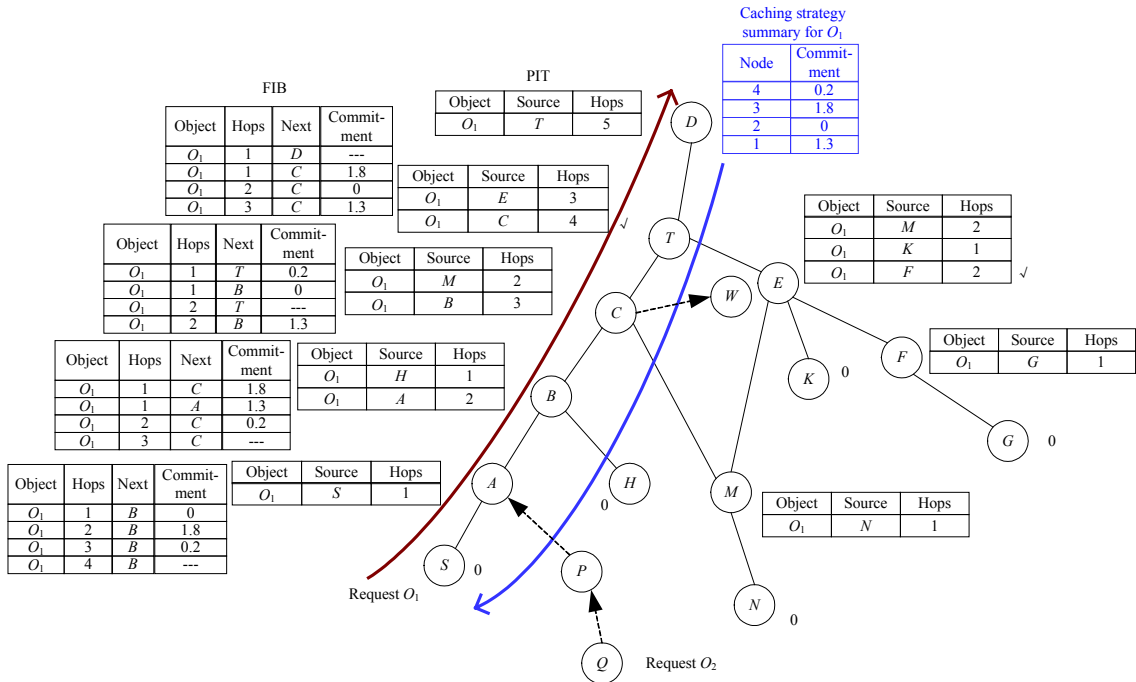 Caching strategy
summary for O1
Node Commit-
ment
4 0.2
3 1.8
2 0
1 1.3
FIB
Object Hops Next Commit-
ment
O1 1 D ---
O1 1 C 1.8
O1 2 C 0
O1 3 C 1.3
PIT
Object Source Hops
O1 T 5
D
Object Source Hops
O1 E 3
O1 C 4 √
Object Source Hops
O1 M 2
O1 K 1
O1 F 2 √
Object Hops Next Commit-
ment
O1 1 T 0.2
O1 1 B 0
O1 2 T ---
O1 2 B 1.3
Object Source Hops
O1 M 2
O1 B 3
T
E
W
C
Object Hops Next Commit-
ment
O1 1 C 1.8
O1 1 A 1.3
O1 2 C 0.2
O1 3 C ---
Object Source Hops
O1 H 1
O1 A 2
F
Object Source Hops
O1 G 1
K 0
B
G 0
Object Hops Next Commit-
ment
O1 1 B 0
O1 2 B 1.8
O1 3 B 0.2
O1 4 B ---
Object Source Hops
O1 S 1
A
H
0
M
Object Source Hops
O1 N 1
S 0
P
Request O1
N 0
Q Request O2